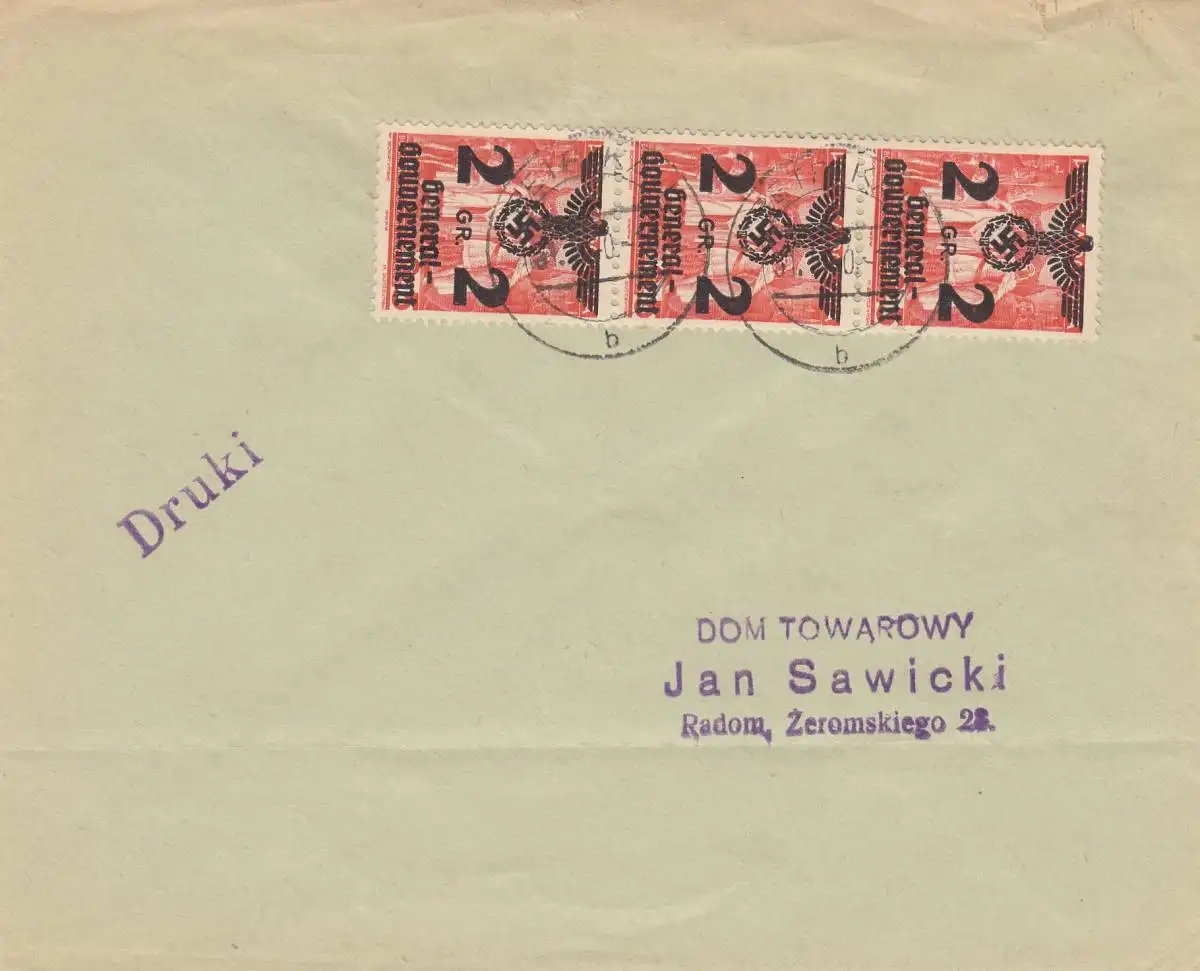 2 GR. 2
General-
gouvernement
2 GR. 2
General-
gouvernement
2 GR. 2
General-
gouvernement
b
b
Druki
DOM TOWAROWY
Jan Sawicki
Radom, Żeromskiego